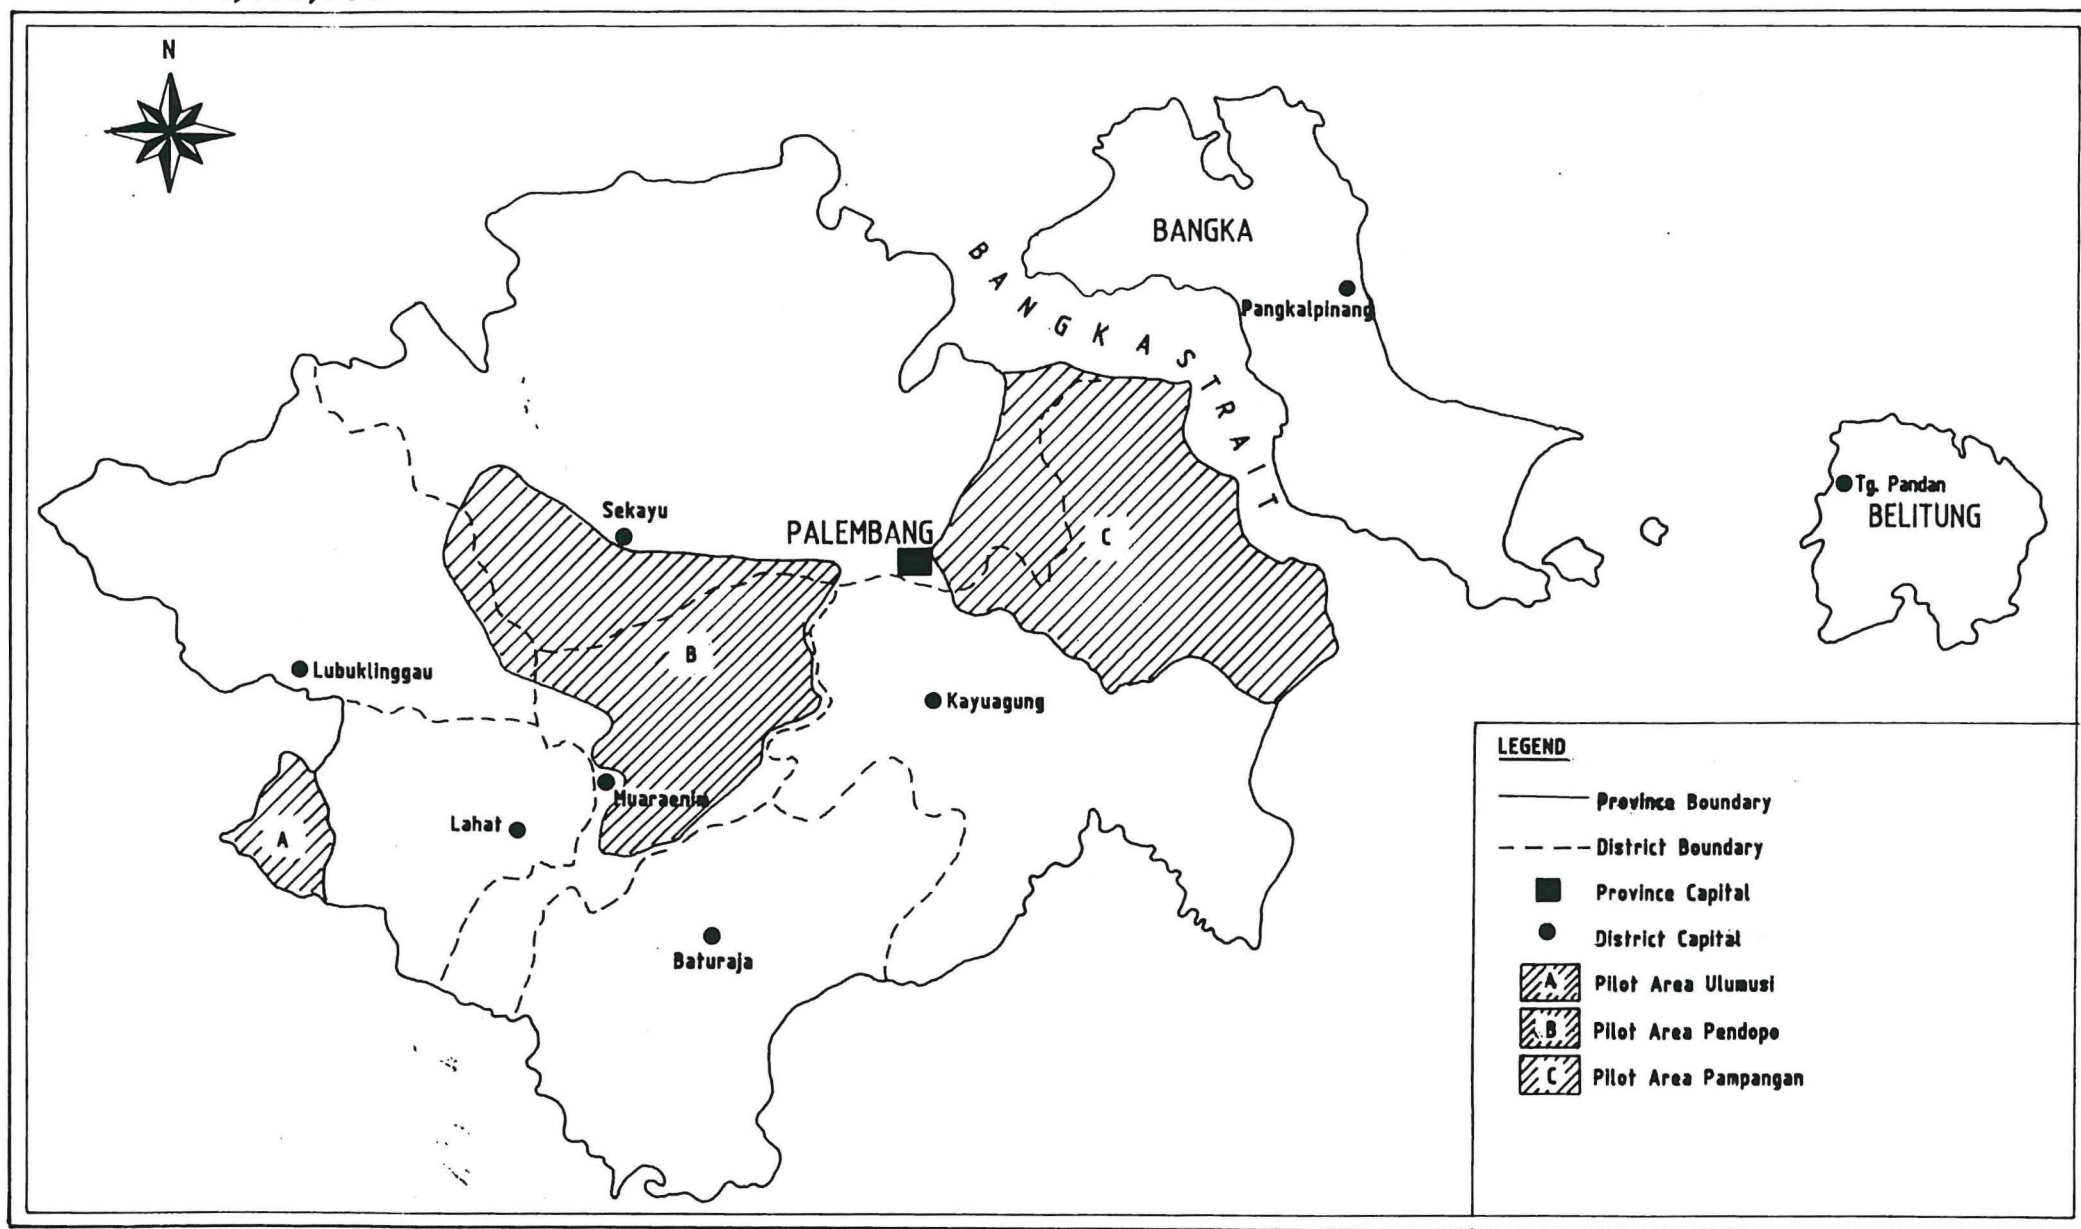 N
BANGKA
BANGKA STRAIT
Pangkalpinang
Tg. Pandan
BELITUNG
Sekayu
PALEMBANG
C
B
Lubuklinggau
Kayuagung
Muaraenim
Lahat
A
Baturaja
LEGEND
Province Boundary
District Boundary
Province Capital
District Capital
A Pilot Area Ulumusi
B Pilot Area Pendopo
C Pilot Area Pampangan